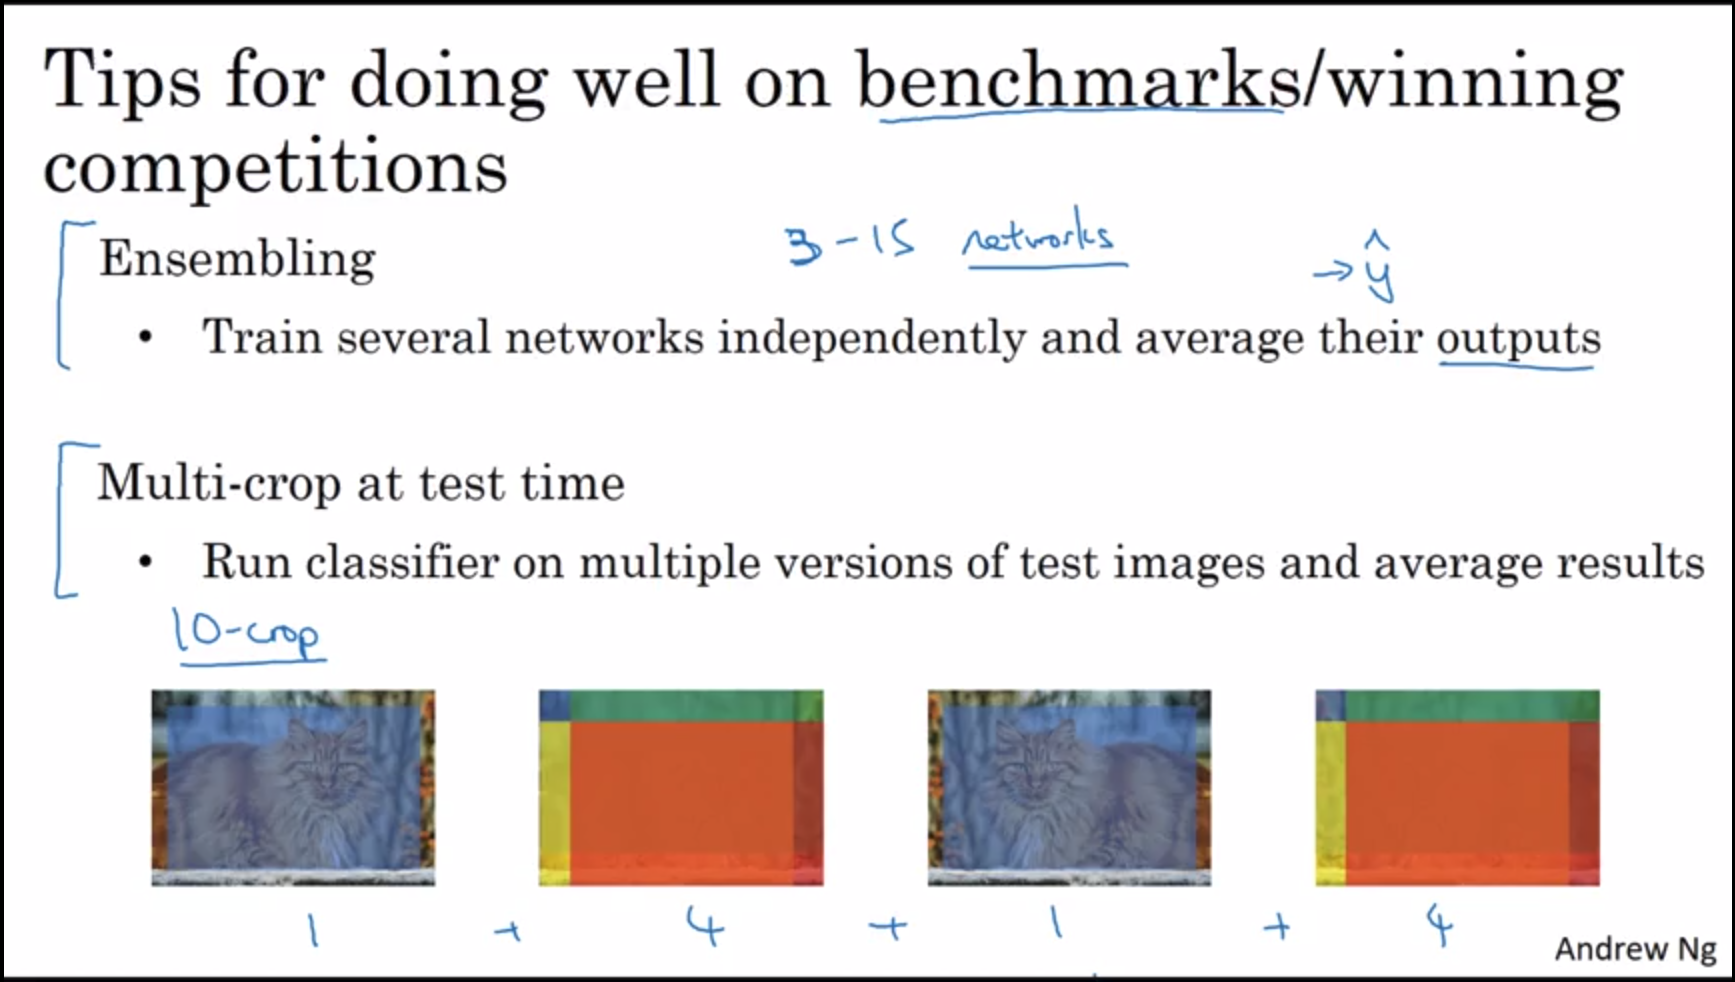 Tips for doing well on benchmarks/winning
competitions
Ensembling
3-15 networks
→ ŷ
• Train several networks independently and average their outputs
Multi-crop at test time
• Run classifier on multiple versions of test images and average results
10-crop
1 + 4 + 1 + 4
Andrew Ng